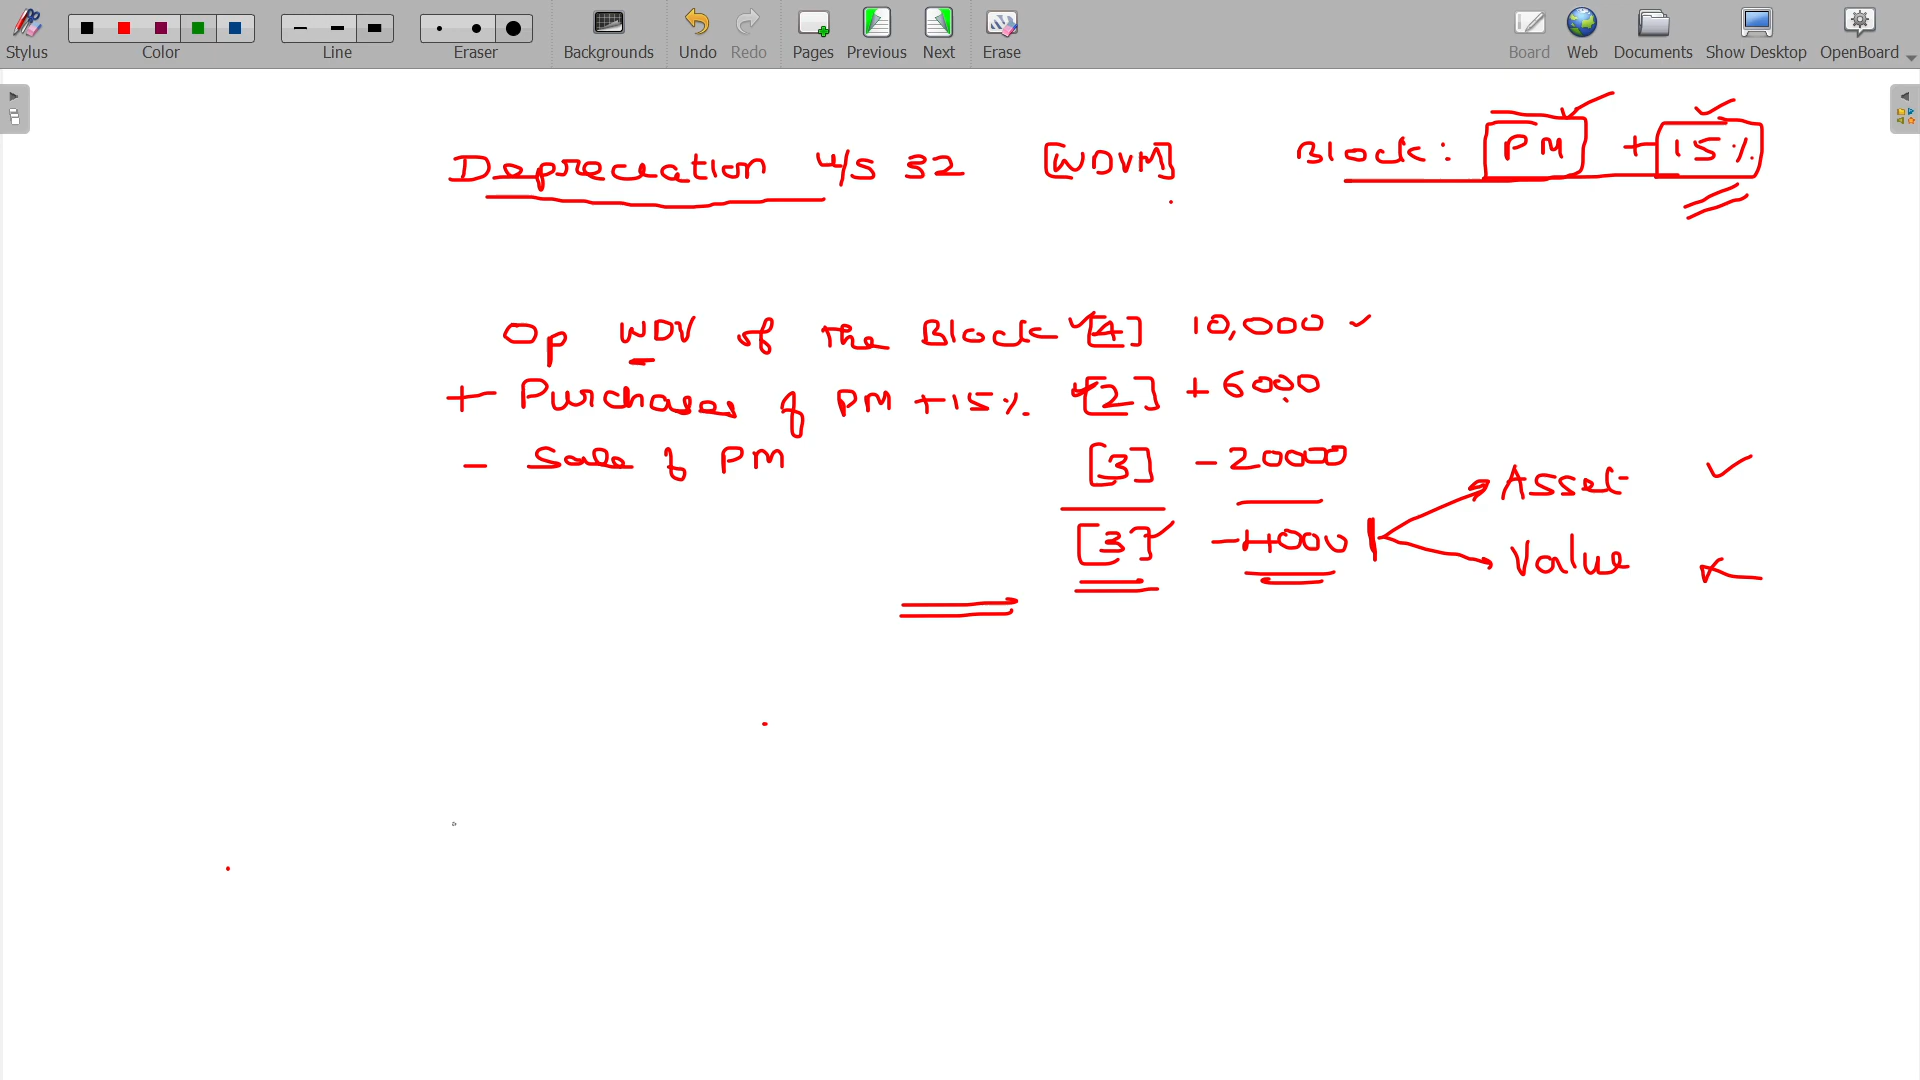 Stylus Color Line Eraser Backgrounds Undo Redo Pages Previous Next Erase Board Web Documents Show Desktop OpenBoard
Depreciation u/s 32 [WDVM] Block: PM + 15%
Op WDV of the Block [4] 10,000
+ Purchases of PM +15% [2] + 6000
- Sale of PM [3] - 20000
[3] - 4000
Asset
Value